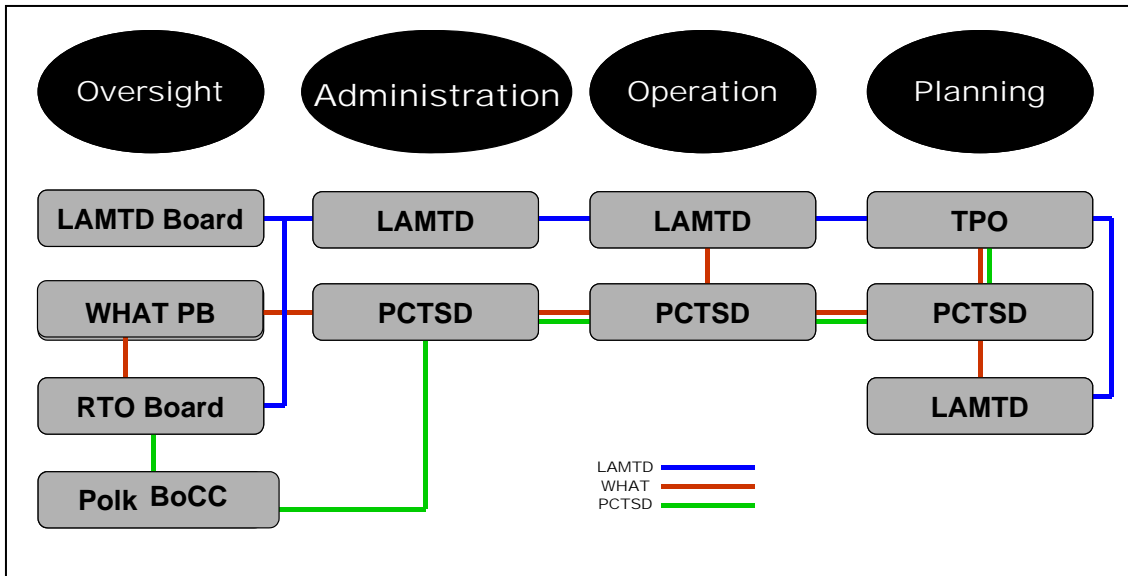 Oversight
Administration
Operation
Planning
LAMTD Board
LAMTD
LAMTD
TPO
WHAT PB
PCTSD
PCTSD
PCTSD
RTO Board
LAMTD
Polk BoCC
LAMTD
WHAT
PCTSD